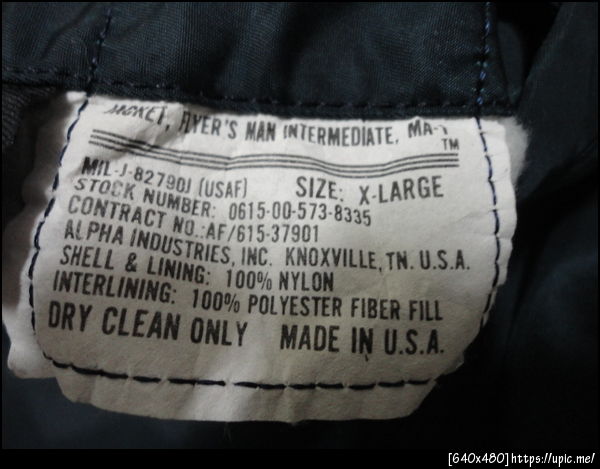 JACKET, FLYER'S MAN INTERMEDIATE, MA-1
TM
MIL-J-8279OJ (USAF) SIZE: X-LARGE
STOCK NUMBER: 0615-00-573-8335
CONTRACT NO.:AF/615-37901
ALPHA INDUSTRIES, INC. KNOXVILLE, TN. U.S.A.
SHELL & LINING: 100% NYLON
INTERLINING: 100% POLYESTER FIBER FILL
DRY CLEAN ONLY MADE IN U.S.A.
[640x480]https://upic.me/